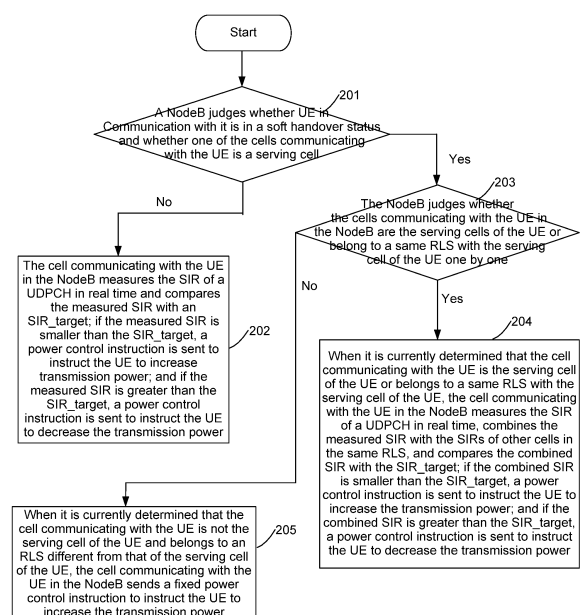 Start
201
A NodeB judges whether UE in
Communication with it is in a soft handover status
and whether one of the cells communicating
with the UE is a serving cell
Yes
No
203
The NodeB judges whether
the cells communicating with the UE in
the NodeB are the serving cells of the UE or
belong to a same RLS with the serving
cell of the UE one by one
No
Yes
The cell communicating with the UE
in the NodeB measures the SIR of a
UDPCH in real time and compares
the measured SIR with an
SIR_target; if the measured SIR is
smaller than the SIR_target, a
power control instruction is sent to
instruct the UE to increase
transmission power; and if the
measured SIR is greater than the
SIR_target, a power control
instruction is sent to instruct the UE
to decrease the transmission power
202
204
When it is currently determined that the cell
communicating with the UE is the serving cell
of the UE or belongs to a same RLS with the
serving cell of the UE, the cell communicating
with the UE in the NodeB measures the SIR
of a UDPCH in real time, combines the
measured SIR with the SIRs of other cells in
the same RLS, and compares the combined
SIR with the SIR_target; if the combined SIR
is smaller than the SIR_target, a power
control instruction is sent to instruct the UE to
increase the transmission power; and if the
combined SIR is greater than the SIR_target,
a power control instruction is sent to instruct
the UE to decrease the transmission power
When it is currently determined that the
cell communicating with the UE is not the
serving cell of the UE and belongs to an
RLS different from that of the serving cell
of the UE, the cell communicating with the
UE in the NodeB sends a fixed power
control instruction to instruct the UE to
increase the transmission power
205